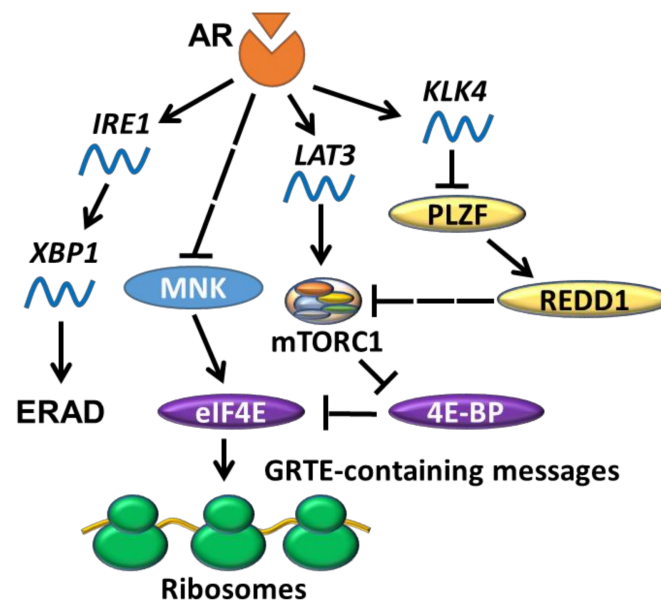 AR
KLK4
IRE1
LAT3
PLZF
XBP1
MNK
REDD1
mTORC1
ERAD
eIF4E
4E-BP
GRTE-containing messages
Ribosomes